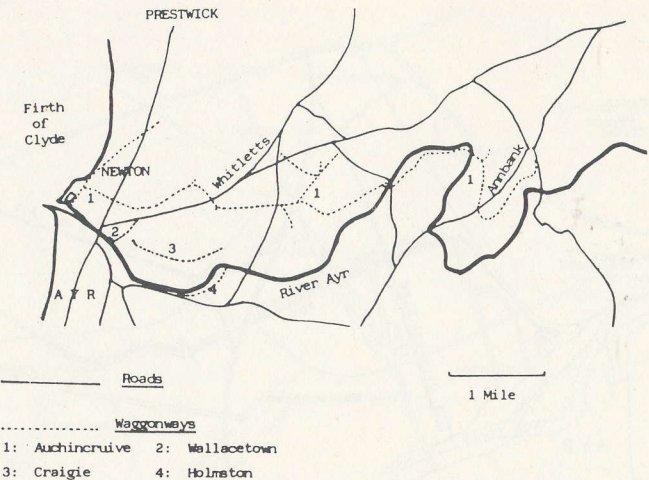 PRESTWICK
Firth
of
Clyde
NEWTON
Whitletts
Annbank
1
1
1
2
3
4
River Ayr
AYR
Roads
1 Mile
Waggonways
1: Auchincruive 2: Wallacetown
3: Craigie 4: Holmston